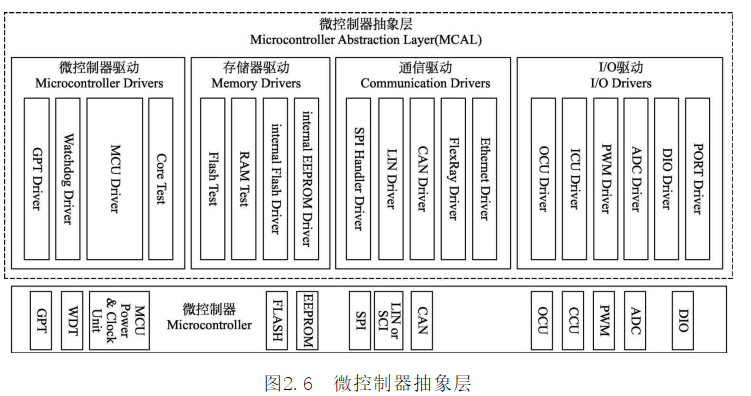 微控制器抽象层
Microcontroller Abstraction Layer(MCAL)
微控制器驱动
Microcontroller Drivers
GPT Driver
Watchdog Driver
MCU Driver
Core Test
存储器驱动
Memory Drivers
Flash Test
RAM Test
internal Flash Driver
internal EEPROM Driver
通信驱动
Communication Drivers
SPI Handler Driver
LIN Driver
CAN Driver
FlexRay Driver
Ethernet Driver
I/O驱动
I/O Drivers
OCU Driver
ICU Driver
PWM Driver
ADC Driver
DIO Driver
PORT Driver
GPT
WDT
MCU
Power
& Clock
Unit
微控制器
Microcontroller
FLASH
EEPROM
SPI
LIN or
SCI
CAN
OCU
CCU
PWM
ADC
DIO
图2.6 微控制器抽象层